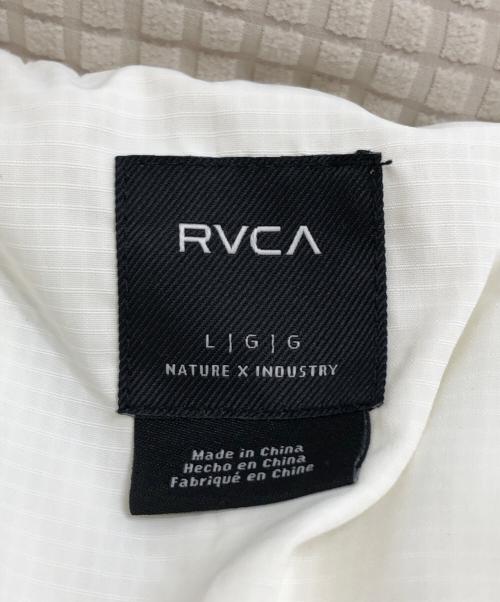 RVCA
L | G | G
NATURE X INDUSTRY
Made in China
Hecho en China
Fabriqué en Chine